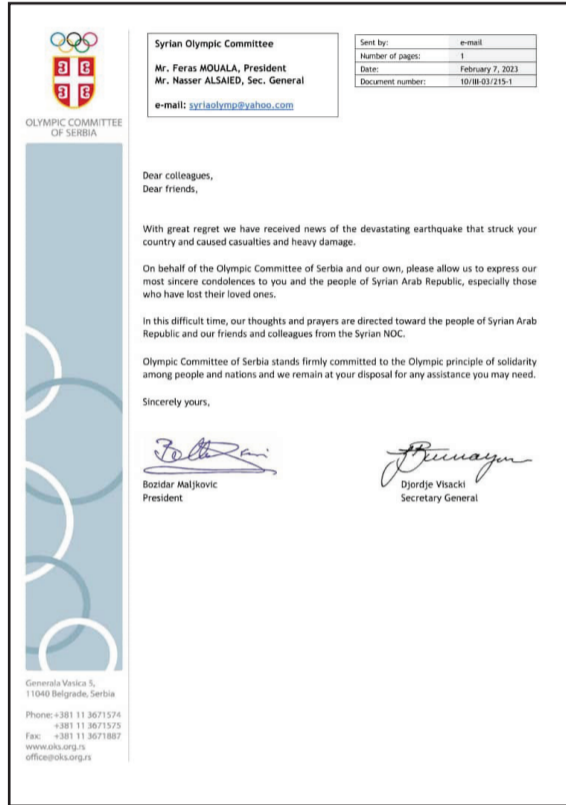 OLYMPIC COMMITTEE
OF SERBIA
Syrian Olympic Committee
Mr. Feras MOUALA, President
Mr. Nasser ALSAIED, Sec. General
e-mail: syriaolymp@yahoo.com
Sent by: e-mail
Number of pages: 1
Date: February 7, 2023
Document number: 10/III-03/215-1
Dear colleagues,
Dear friends,
With great regret we have received news of the devastating earthquake that struck your
country and caused casualties and heavy damage.
On behalf of the Olympic Committee of Serbia and our own, please allow us to express our
most sincere condolences to you and the people of Syrian Arab Republic, especially those
who have lost their loved ones.
In this difficult time, our thoughts and prayers are directed toward the people of Syrian Arab
Republic and our friends and colleagues from the Syrian NOC.
Olympic Committee of Serbia stands firmly committed to the Olympic principle of solidarity
among people and nations and we remain at your disposal for any assistance you may need.
Sincerely yours,
Bozidar Maljkovic
President
Djordje Visacki
Secretary General
Generala Vasica 5,
11040 Belgrade, Serbia
Phone: +381 11 3671574
+381 11 3671575
Fax: +381 11 3671887
www.oks.org.rs
office@oks.org.rs